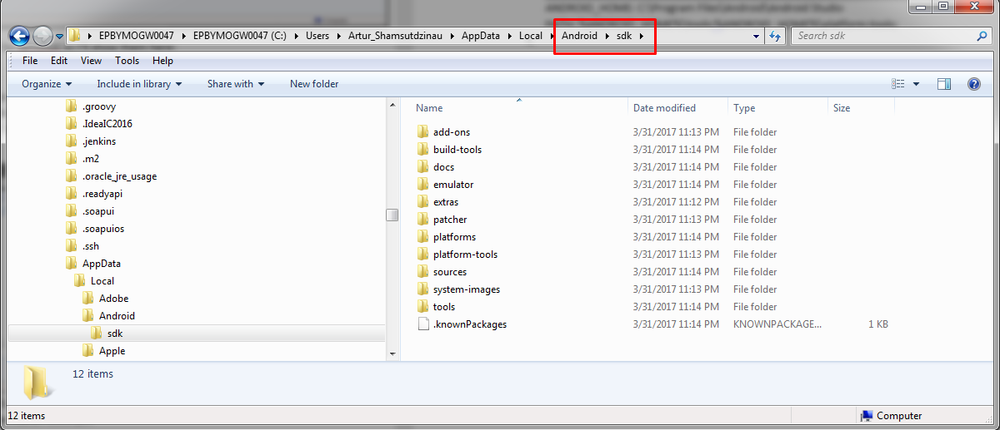 ANDROID_HOME: C:\Program Files\Android\Android Studio
EPBYMOGW0047 EPBYMOGW0047 (C:) Users Artur_Shamsutdzinau AppData Local Android sdk Search sdk
File Edit View Tools Help
Organize Include in library Share with New folder
.groovy
.IdeaIC2016
.jenkins
.m2
.oracle_jre_usage
.readyapi
.soapui
.soapuios
.ssh
AppData
Local
Adobe
Android
sdk
Apple
Name Date modified Type Size
add-ons 3/31/2017 11:13 PM File folder
build-tools 3/31/2017 11:14 PM File folder
docs 3/31/2017 11:14 PM File folder
emulator 3/31/2017 11:14 PM File folder
extras 3/31/2017 11:12 PM File folder
patcher 3/31/2017 11:13 PM File folder
platforms 3/31/2017 11:14 PM File folder
platform-tools 3/31/2017 11:13 PM File folder
sources 3/31/2017 11:14 PM File folder
system-images 3/31/2017 11:13 PM File folder
tools 3/31/2017 11:14 PM File folder
.knownPackages 3/31/2017 11:14 PM KNOWNPACKAGE... 1 KB
12 items
12 items Computer